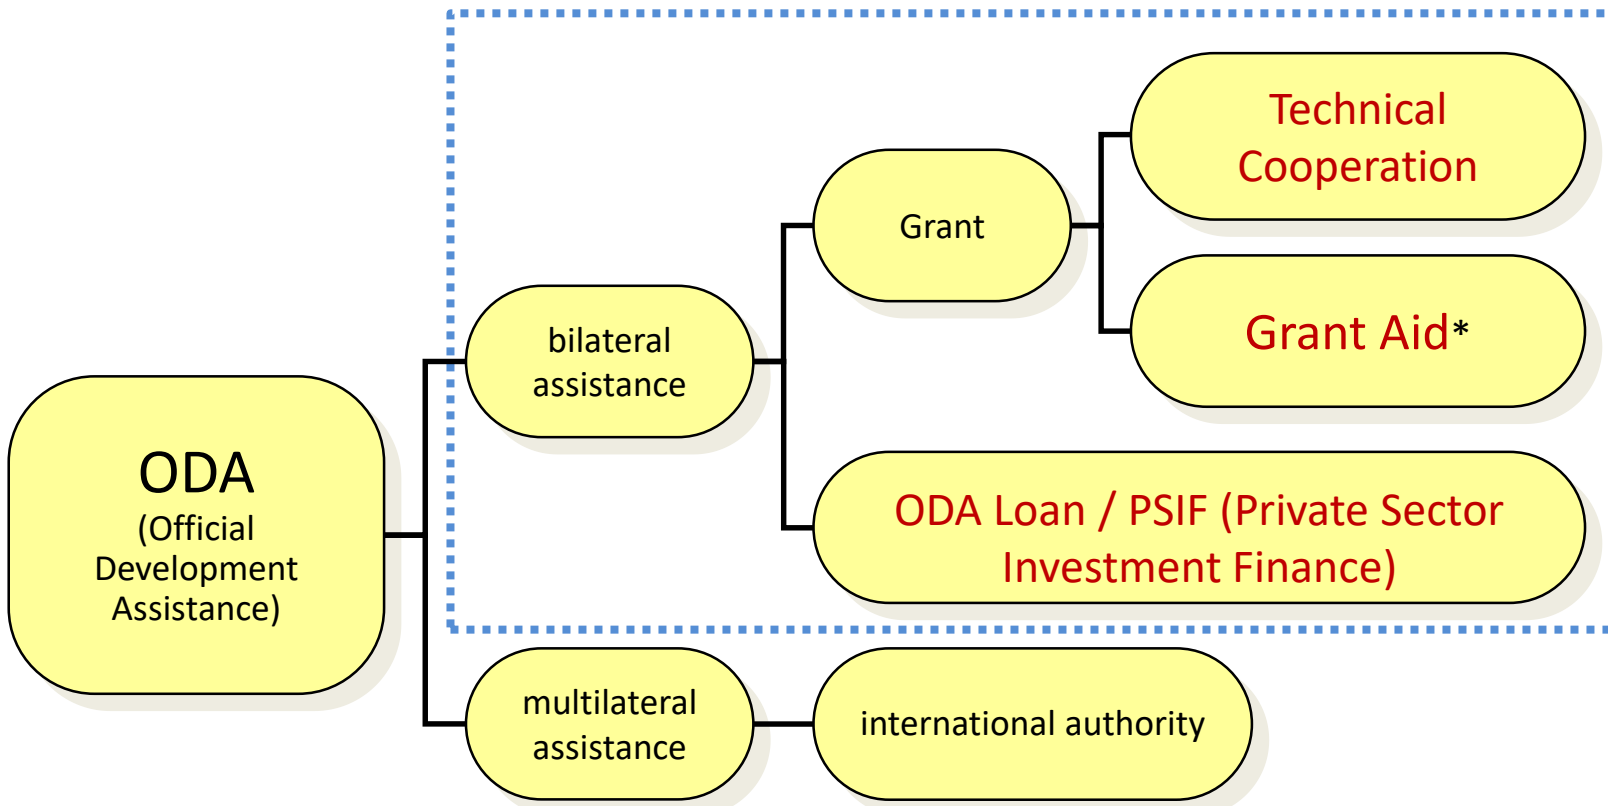 ODA
(Official
Development
Assistance)
bilateral
assistance
Grant
Technical
Cooperation
Grant Aid*
ODA Loan / PSIF (Private Sector
Investment Finance)
multilateral
assistance
international authority